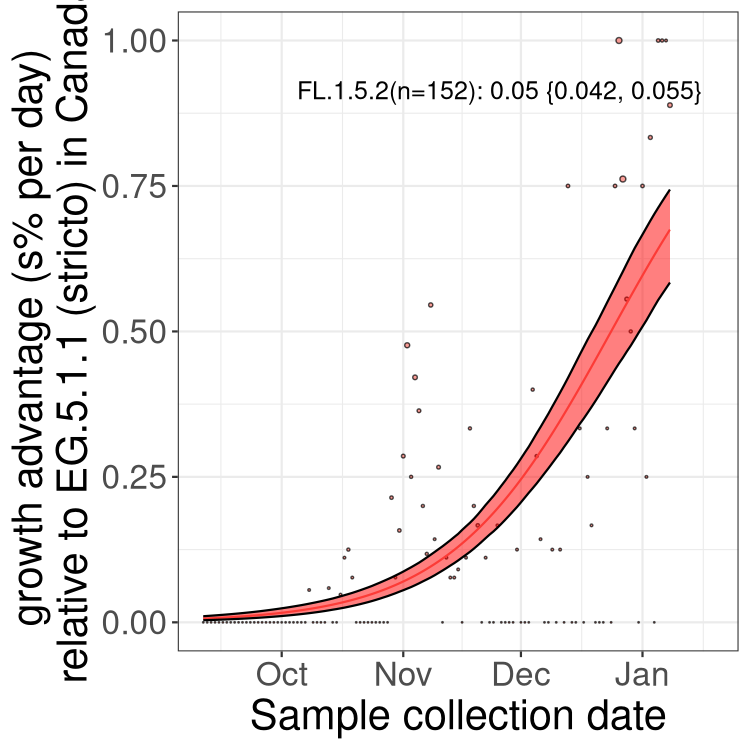 growth advantage (s% per day)
relative to EG.5.1.1 (stricto) in Canada
1.00
0.75
0.50
0.25
0.00
FL.1.5.2(n=152): 0.05 {0.042, 0.055}
Oct Nov Dec Jan
Sample collection date